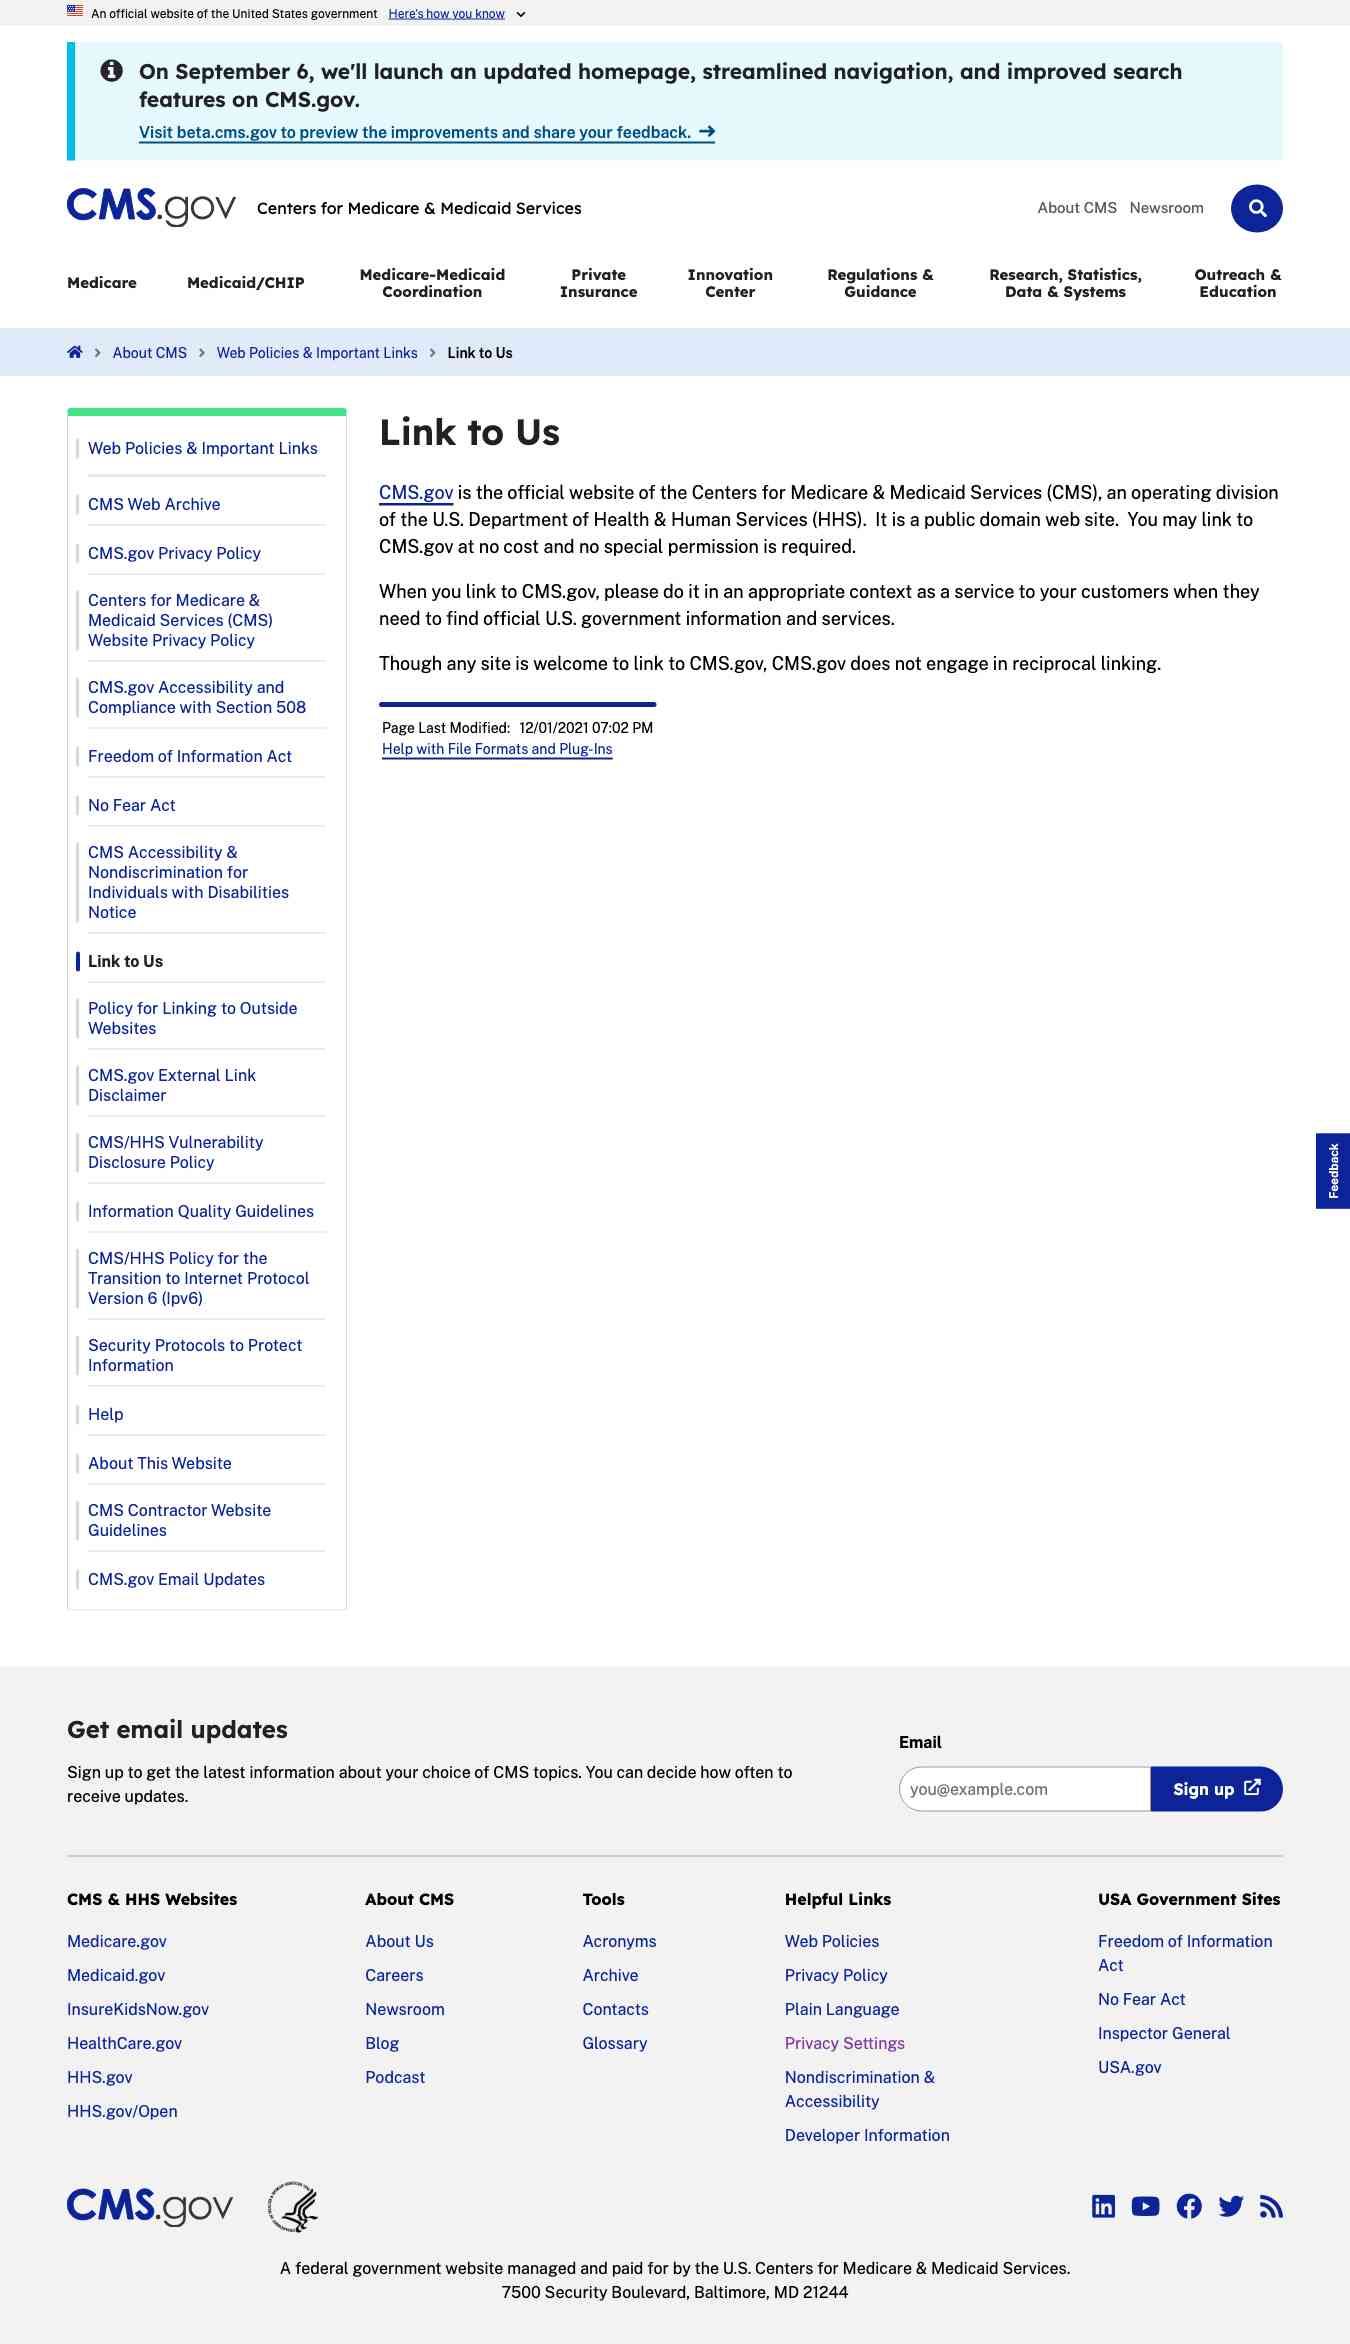 An official website of the United States government Here's how you know
On September 6, we'll launch an updated homepage, streamlined navigation, and improved search
features on CMS.gov.
Visit beta.cms.gov to preview the improvements and share your feedback.
CMS.gov Centers for Medicare & Medicaid Services
About CMS Newsroom
Medicare
Medicaid/CHIP
Medicare-Medicaid
Coordination
Private
Insurance
Innovation
Center
Regulations &
Guidance
Research, Statistics,
Data & Systems
Outreach &
Education
About CMS Web Policies & Important Links Link to Us
Web Policies & Important Links
CMS Web Archive
CMS.gov Privacy Policy
Centers for Medicare &
Medicaid Services (CMS)
Website Privacy Policy
CMS.gov Accessibility and
Compliance with Section 508
Freedom of Information Act
No Fear Act
CMS Accessibility &
Nondiscrimination for
Individuals with Disabilities
Notice
Link to Us
Policy for Linking to Outside
Websites
CMS.gov External Link
Disclaimer
CMS/HHS Vulnerability
Disclosure Policy
Information Quality Guidelines
CMS/HHS Policy for the
Transition to Internet Protocol
Version 6 (Ipv6)
Security Protocols to Protect
Information
Help
About This Website
CMS Contractor Website
Guidelines
CMS.gov Email Updates
Link to Us
CMS.gov is the official website of the Centers for Medicare & Medicaid Services (CMS), an operating division
of the U.S. Department of Health & Human Services (HHS).  It is a public domain web site.  You may link to
CMS.gov at no cost and no special permission is required.
When you link to CMS.gov, please do it in an appropriate context as a service to your customers when they
need to find official U.S. government information and services.
Though any site is welcome to link to CMS.gov, CMS.gov does not engage in reciprocal linking.
Page Last Modified: 12/01/2021 07:02 PM
Help with File Formats and Plug-Ins
Feedback
Get email updates
Sign up to get the latest information about your choice of CMS topics. You can decide how often to
receive updates.
Email
you@example.com
Sign up
CMS & HHS Websites
Medicare.gov
Medicaid.gov
InsureKidsNow.gov
HealthCare.gov
HHS.gov
HHS.gov/Open
About CMS
About Us
Careers
Newsroom
Blog
Podcast
Tools
Acronyms
Archive
Contacts
Glossary
Helpful Links
Web Policies
Privacy Policy
Plain Language
Privacy Settings
Nondiscrimination &
Accessibility
Developer Information
USA Government Sites
Freedom of Information
Act
No Fear Act
Inspector General
USA.gov
CMS.gov
A federal government website managed and paid for by the U.S. Centers for Medicare & Medicaid Services.
7500 Security Boulevard, Baltimore, MD 21244